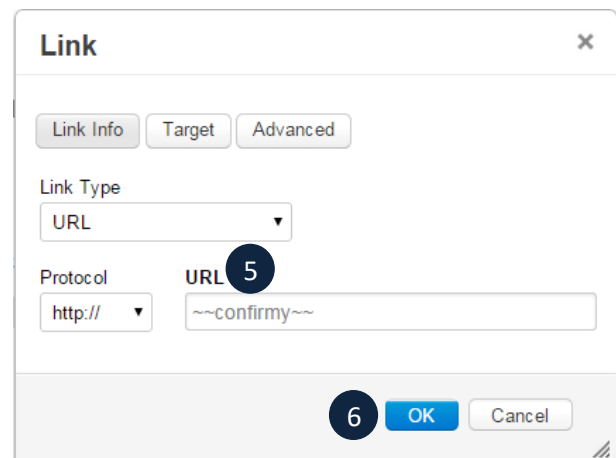 Link
×
Link Info Target Advanced
Link Type
URL
Protocol URL 5
http:// ~~confirmy~~
6 OK Cancel